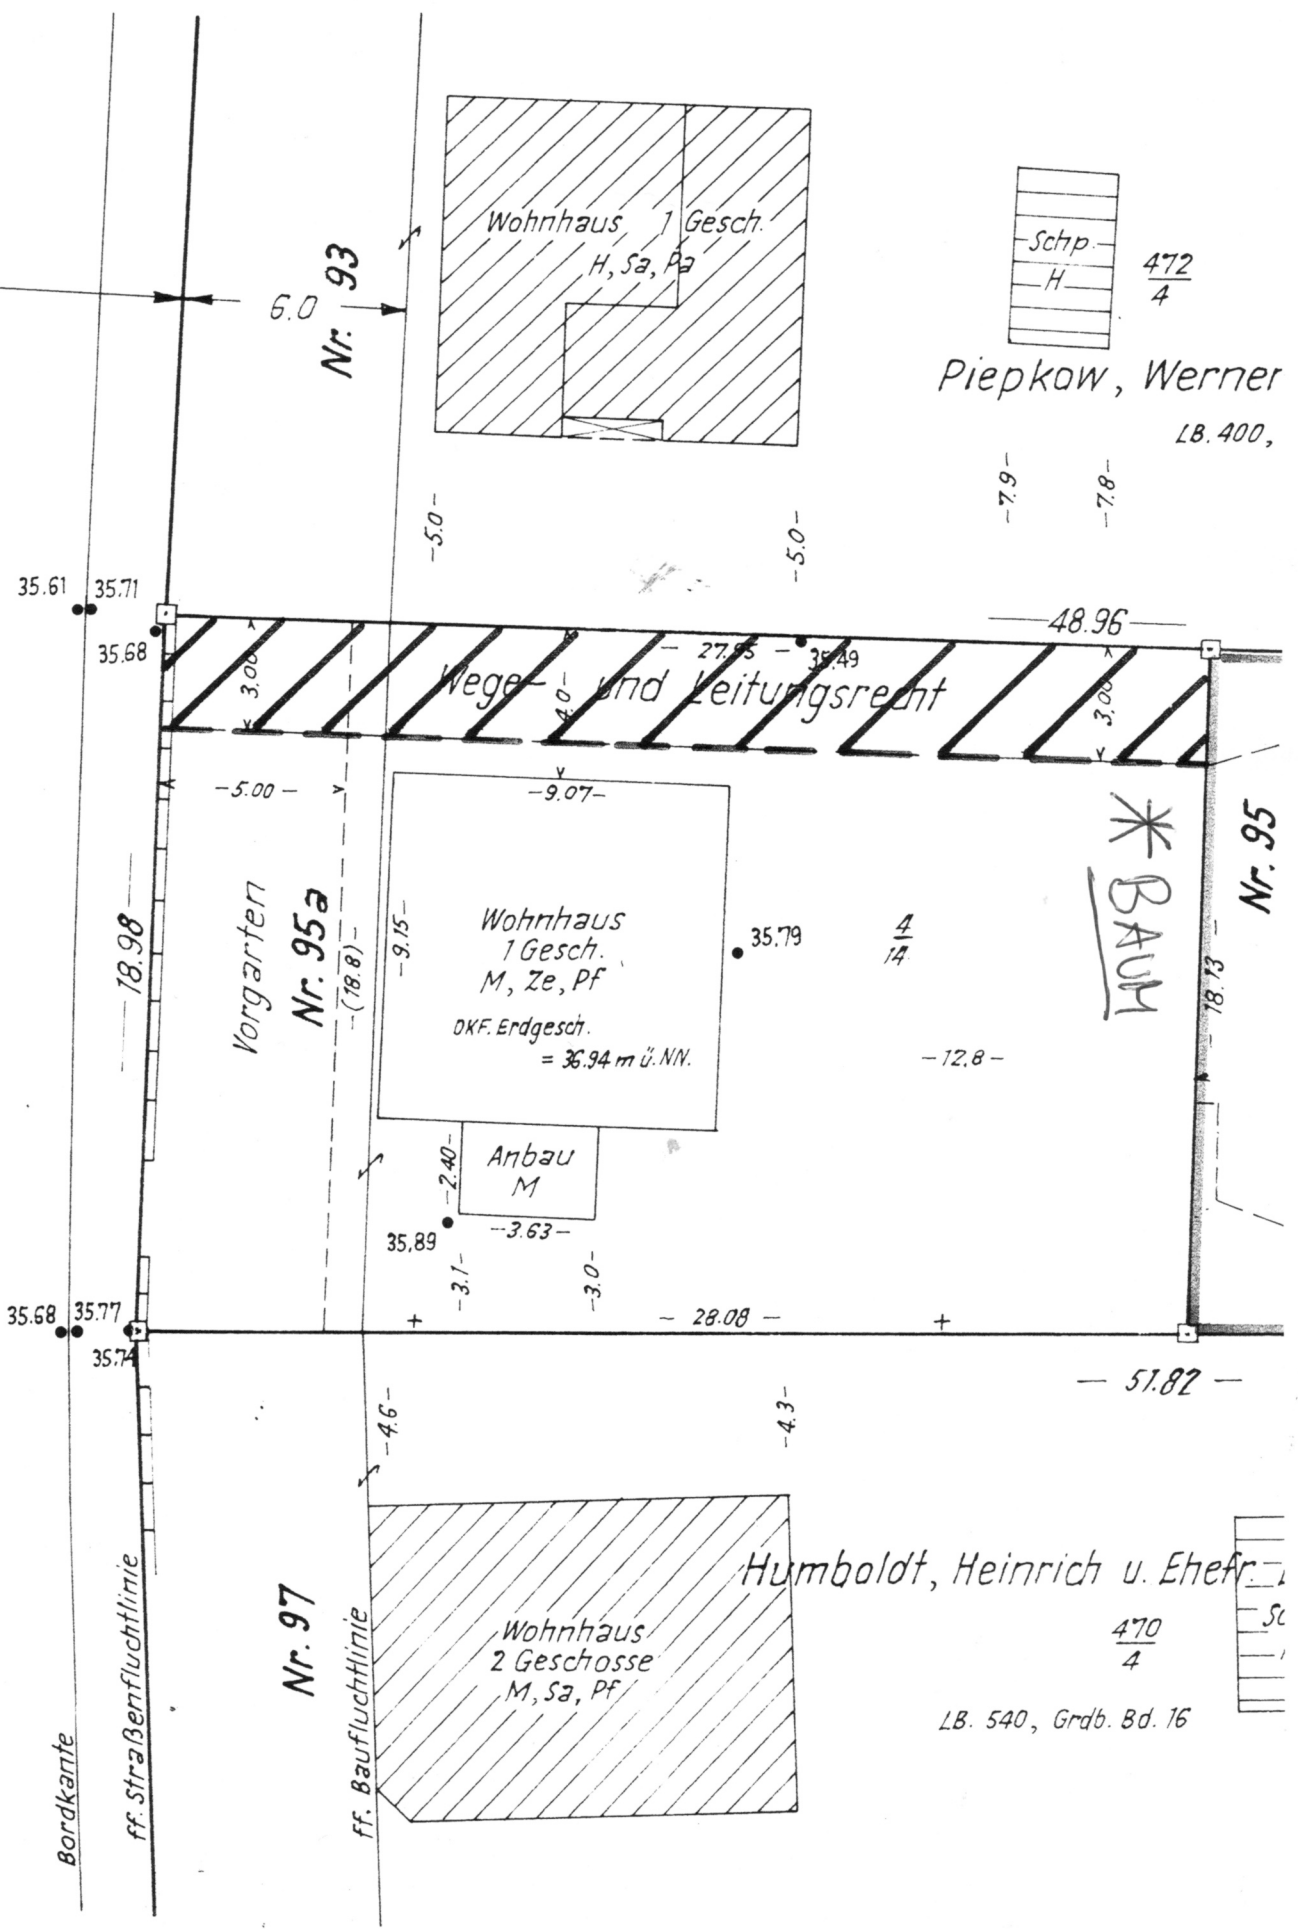 Wohnhaus 1 Gesch.
H, Sa, Pa
Nr. 93
6.0
Schp.
H
472
4
Piepkow, Werner
LB. 400,
-5.0-
-5.0-
-7.9-
-7.8-
35.61 35.71
35.68
48.96
- 27.95 -
35.49
3.00
4.0
3.00
Wege- und Leitungsrecht
-5.00-
-9.07-
BAUM
Nr. 95
18.98
Vorgarten
Nr. 95a
-(18.8)-
-9.15-
Wohnhaus
1 Gesch.
M, Ze, Pf
OKF. Erdgesch.
= 36.94 m ü. NN.
35.79
4
14
-12.8-
- 18.13 -
Anbau
M
-2.40-
-3.63-
35,89
-3.1-
-3.0-
35.68 35.77
35.74
- 28.08 -
- 51.82 -
-4.6-
-4.3-
Humboldt, Heinrich u. Ehefr.
470
4
LB. 540, Grdb. Bd. 16
Wohnhaus
2 Geschosse
M, Sa, Pf
Nr. 97
Bordkante
ff. Straßenfluchtlinie
ff. Baufluchtlinie